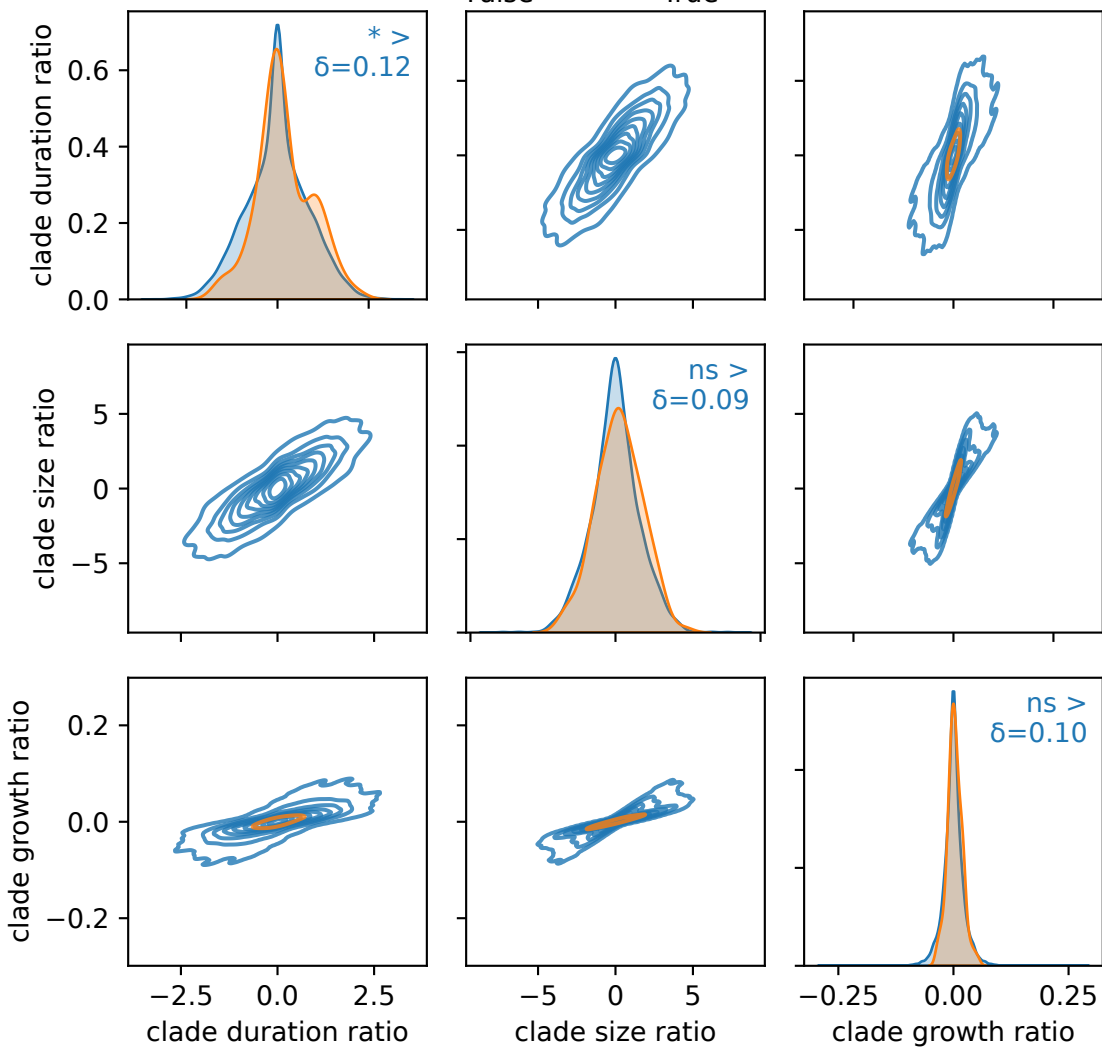 True
clade duration ratio
0.6
0.4
0.2
0.0
* >
δ=0.12
clade size ratio
5
0
−5
ns >
δ=0.09
clade growth ratio
0.2
0.0
−0.2
ns >
δ=0.10
−2.5 0.0 2.5
−5 0 5
−0.25 0.00 0.25
clade duration ratio
clade size ratio
clade growth ratio